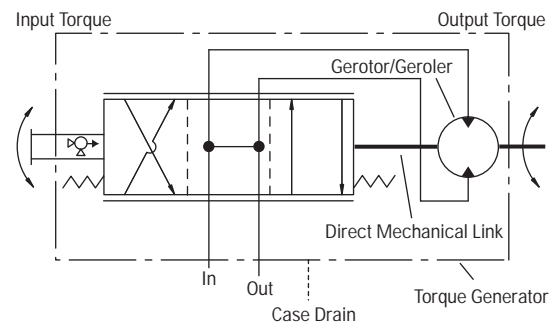 Input Torque
Output Torque
Gerotor/Geroler
Direct Mechanical Link
In
Out
Torque Generator
Case Drain